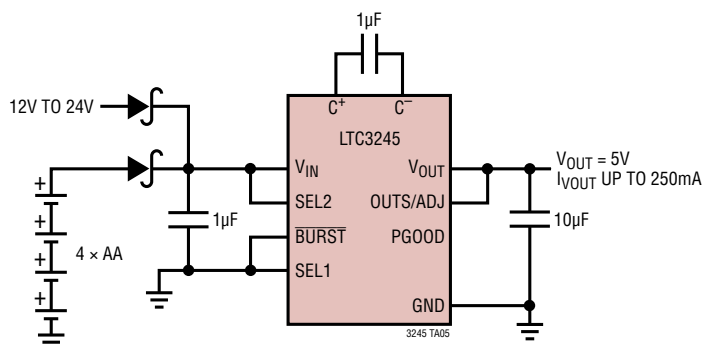 1µF
C+ C–
12V TO 24V
LTC3245
VIN VOUT
VOUT = 5V
IVOUT UP TO 250mA
SEL2 OUTS/ADJ
1µF
10µF
BURST PGOOD
4 × AA
SEL1
GND
3245 TA05
+
+
+
+